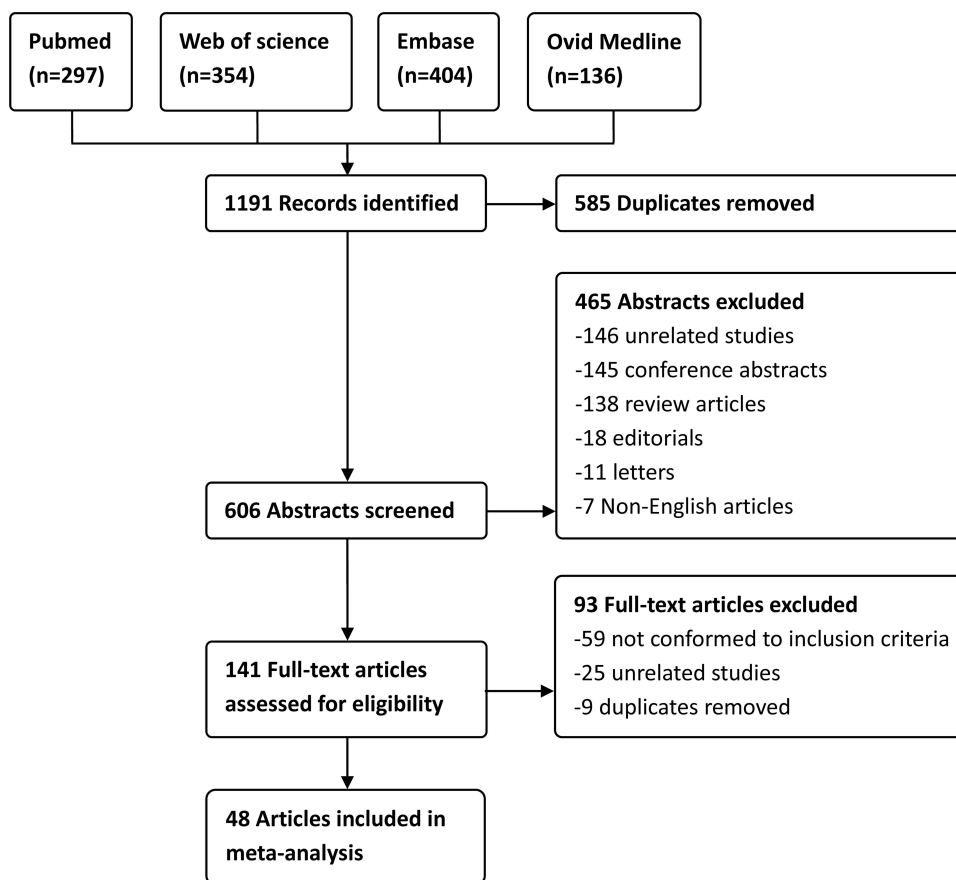 Pubmed
(n=297)
Web of science
(n=354)
Embase
(n=404)
Ovid Medline
(n=136)
1191 Records identified
585 Duplicates removed
465 Abstracts excluded
-146 unrelated studies
-145 conference abstracts
-138 review articles
-18 editorials
-11 letters
-7 Non-English articles
606 Abstracts screened
93 Full-text articles excluded
-59 not conformed to inclusion criteria
-25 unrelated studies
-9 duplicates removed
141 Full-text articles
assessed for eligibility
48 Articles included in
meta-analysis